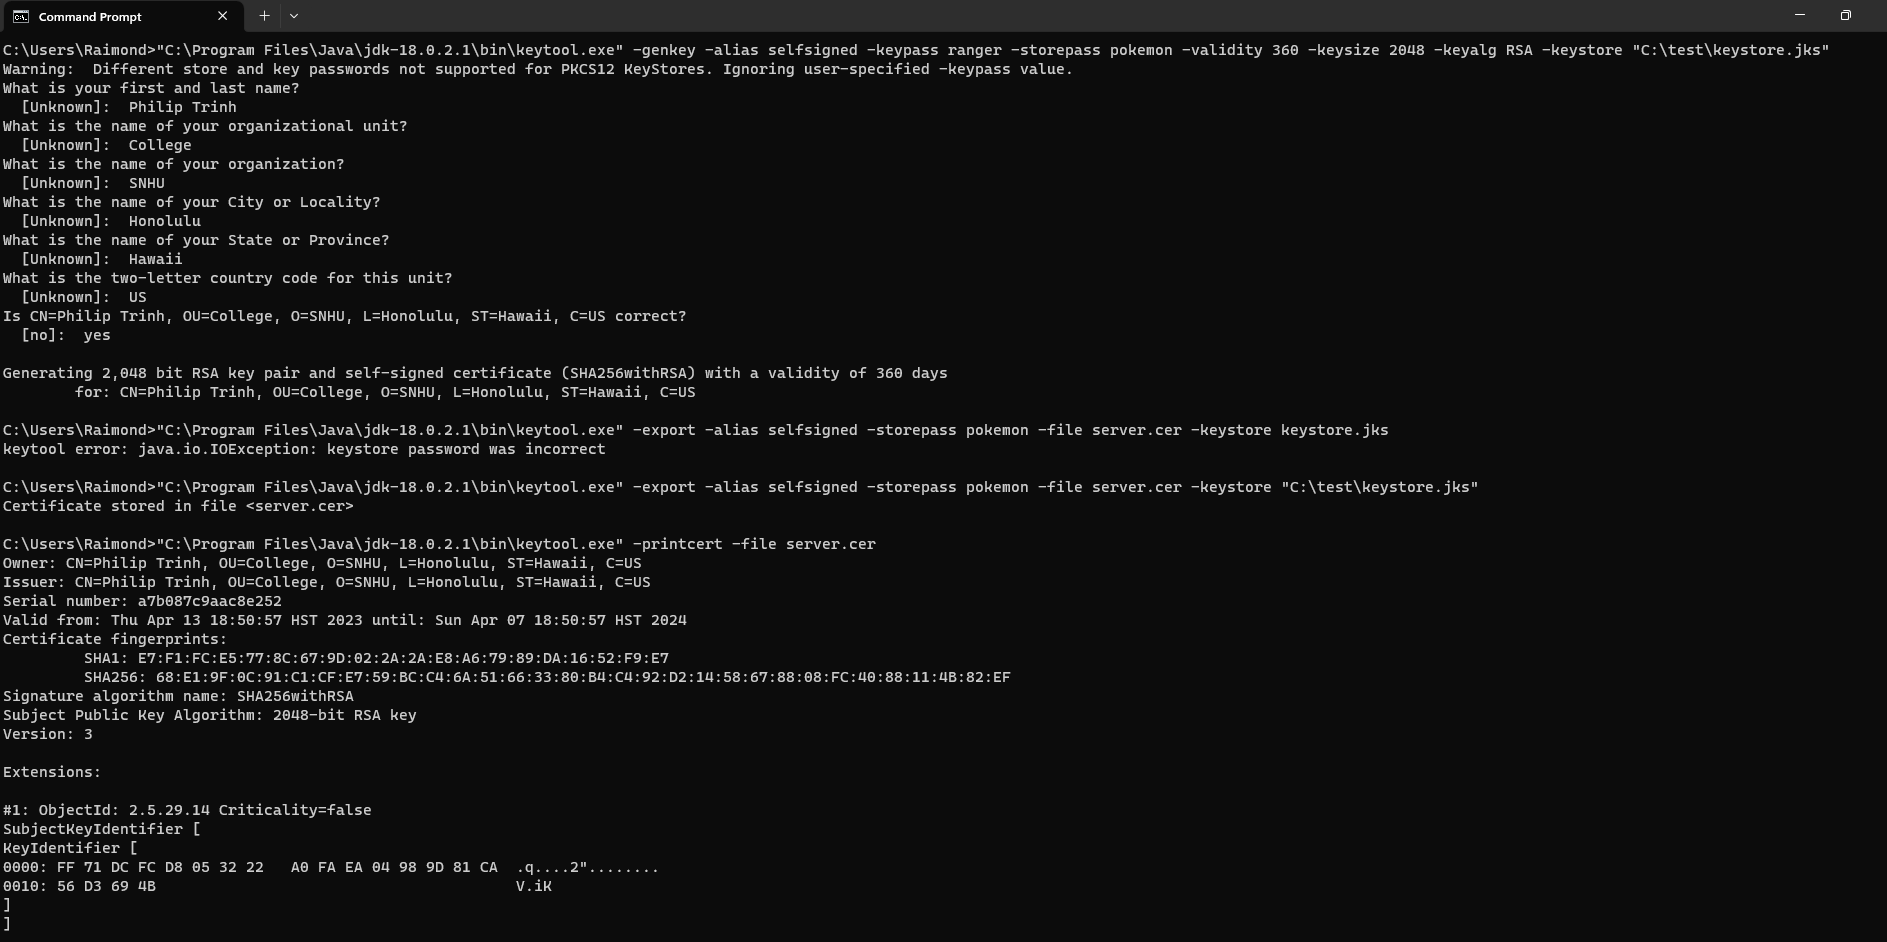 Command Prompt
C:\Users\Raimond>"C:\Program Files\Java\jdk-18.0.2.1\bin\keytool.exe" -genkey -alias selfsigned -keypass ranger -storepass pokemon -validity 360 -keysize 2048 -keyalg RSA -keystore "C:\test\keystore.jks"
Warning:  Different store and key passwords not supported for PKCS12 KeyStores. Ignoring user-specified -keypass value.
What is your first and last name?
  [Unknown]:  Philip Trinh
What is the name of your organizational unit?
  [Unknown]:  College
What is the name of your organization?
  [Unknown]:  SNHU
What is the name of your City or Locality?
  [Unknown]:  Honolulu
What is the name of your State or Province?
  [Unknown]:  Hawaii
What is the two-letter country code for this unit?
  [Unknown]:  US
Is CN=Philip Trinh, OU=College, O=SNHU, L=Honolulu, ST=Hawaii, C=US correct?
  [no]:  yes

Generating 2,048 bit RSA key pair and self-signed certificate (SHA256withRSA) with a validity of 360 days
        for: CN=Philip Trinh, OU=College, O=SNHU, L=Honolulu, ST=Hawaii, C=US

C:\Users\Raimond>"C:\Program Files\Java\jdk-18.0.2.1\bin\keytool.exe" -export -alias selfsigned -storepass pokemon -file server.cer -keystore keystore.jks
keytool error: java.io.IOException: keystore password was incorrect

C:\Users\Raimond>"C:\Program Files\Java\jdk-18.0.2.1\bin\keytool.exe" -export -alias selfsigned -storepass pokemon -file server.cer -keystore "C:\test\keystore.jks"
Certificate stored in file <server.cer>

C:\Users\Raimond>"C:\Program Files\Java\jdk-18.0.2.1\bin\keytool.exe" -printcert -file server.cer
Owner: CN=Philip Trinh, OU=College, O=SNHU, L=Honolulu, ST=Hawaii, C=US
Issuer: CN=Philip Trinh, OU=College, O=SNHU, L=Honolulu, ST=Hawaii, C=US
Serial number: a7b087c9aac8e252
Valid from: Thu Apr 13 18:50:57 HST 2023 until: Sun Apr 07 18:50:57 HST 2024
Certificate fingerprints:
         SHA1: E7:F1:FC:E5:77:8C:67:9D:02:2A:2A:E8:A6:79:89:DA:16:52:F9:E7
         SHA256: 68:E1:9F:0C:91:C1:CF:E7:59:BC:C4:6A:51:66:33:80:B4:C4:92:D2:14:58:67:88:08:FC:40:88:11:4B:82:EF
Signature algorithm name: SHA256withRSA
Subject Public Key Algorithm: 2048-bit RSA key
Version: 3

Extensions:

#1: ObjectId: 2.5.29.14 Criticality=false
SubjectKeyIdentifier [
KeyIdentifier [
0000: FF 71 DC FC D8 05 32 22   A0 FA EA 04 98 9D 81 CA  .q....2"........
0010: 56 D3 69 4B                                        V.iK
]
]